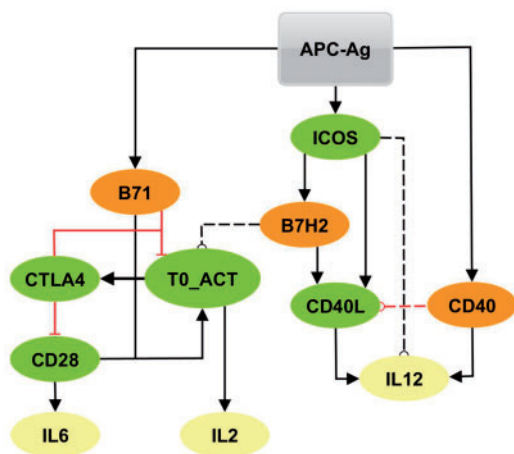 APC-Ag
ICOS
B71
B7H2
CTLA4
T0_ACT
CD40L
CD40
CD28
IL12
IL6
IL2